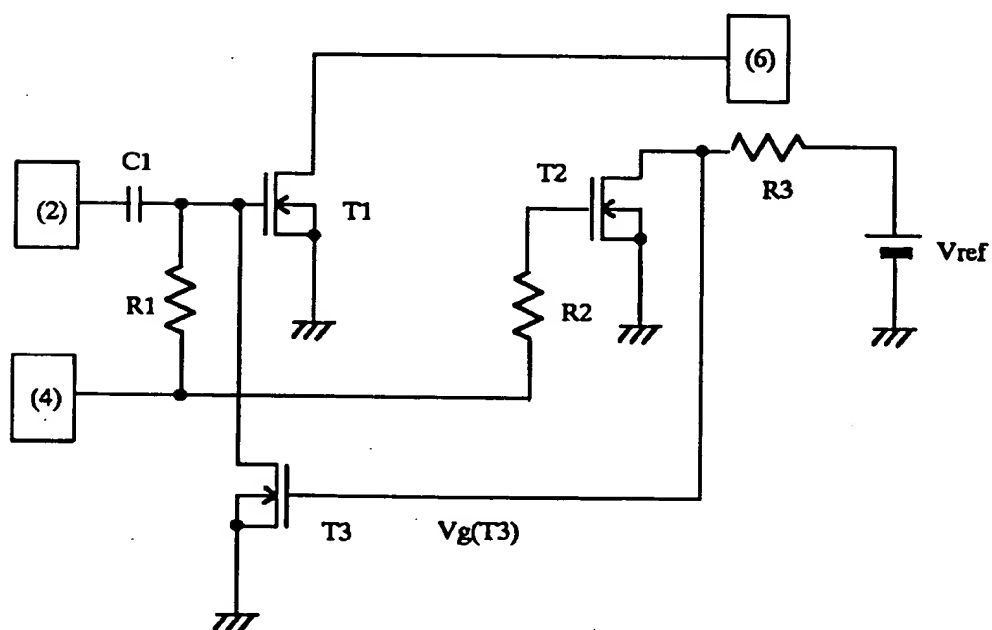 (6)
C1
T2
R3
(2)
T1
Vref
R1
R2
(4)
T3
Vg(T3)